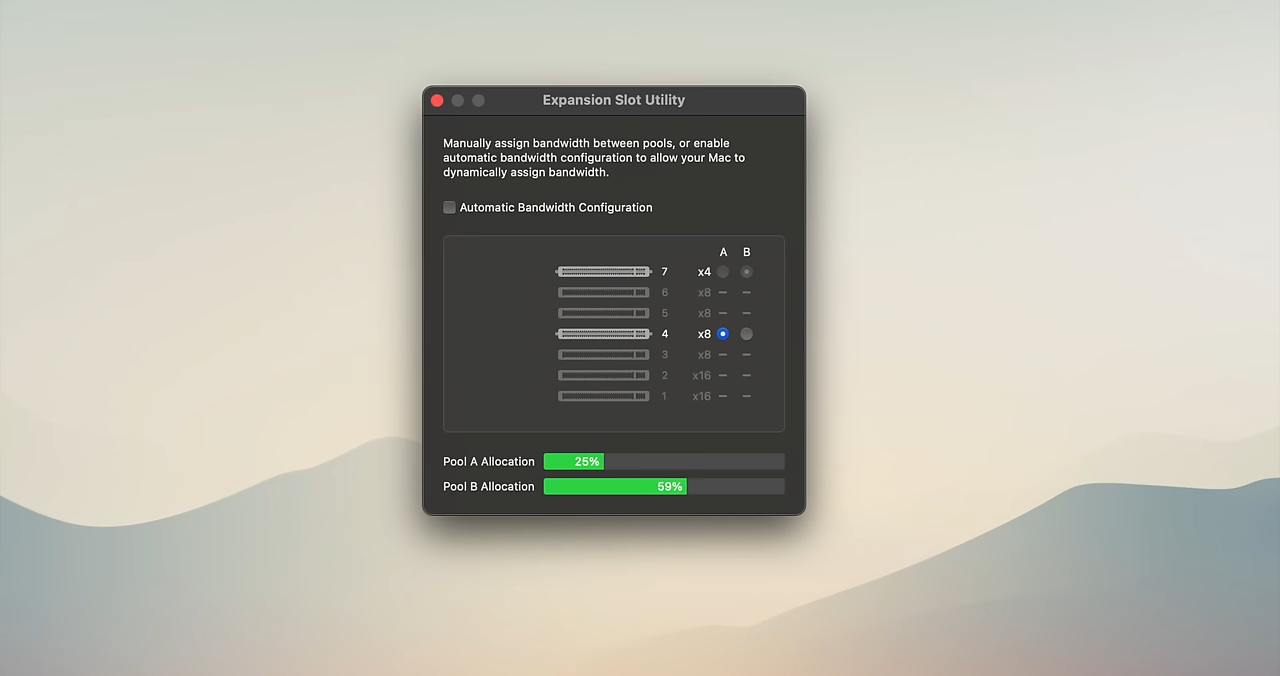 Expansion Slot Utility
Manually assign bandwidth between pools, or enable
automatic bandwidth configuration to allow your Mac to
dynamically assign bandwidth.
Automatic Bandwidth Configuration
A B
7 x4
6 x8 – –
5 x8 – –
4 x8
3 x8 – –
2 x16 – –
1 x16 – –
Pool A Allocation 25%
Pool B Allocation 59%